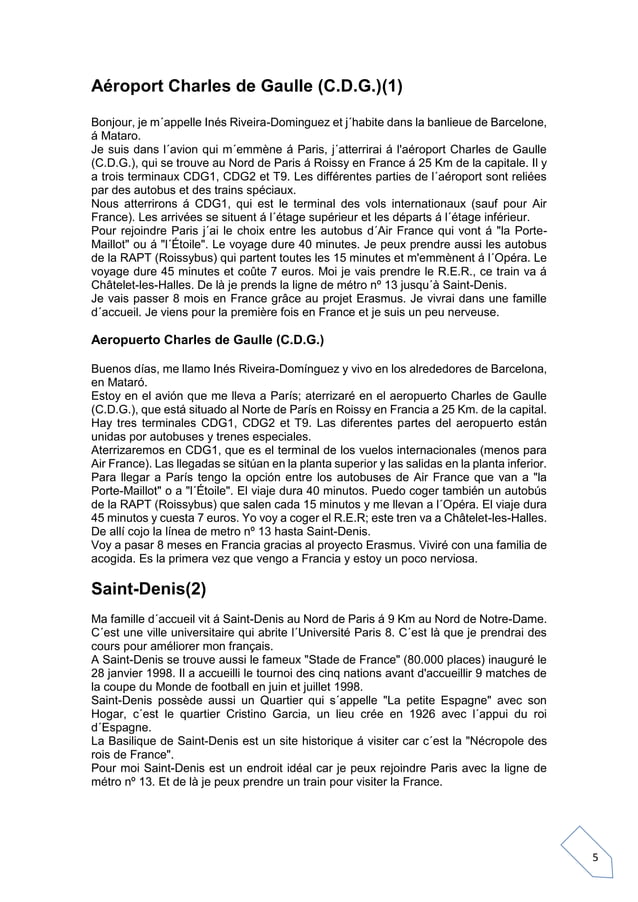 Aéroport Charles de Gaulle (C.D.G.)(1)
Bonjour, je m´appelle Inés Riveira-Dominguez et j´habite dans la banlieue de Barcelone,
á Mataro.
Je suis dans l´avion qui m´emmène á Paris, j´atterrirai á l'aéroport Charles de Gaulle
(C.D.G.), qui se trouve au Nord de Paris á Roissy en France á 25 Km de la capitale. Il y
a trois terminaux CDG1, CDG2 et T9. Les différentes parties de l´aéroport sont reliées
par des autobus et des trains spéciaux.
Nous atterrirons á CDG1, qui est le terminal des vols internationaux (sauf pour Air
France). Les arrivées se situent á l´étage supérieur et les départs á l´étage inférieur.
Pour rejoindre Paris j´ai le choix entre les autobus d´Air France qui vont á "la Porte-
Maillot" ou á "l´Étoile". Le voyage dure 40 minutes. Je peux prendre aussi les autobus
de la RAPT (Roissybus) qui partent toutes les 15 minutes et m'emmènent á l´Opéra. Le
voyage dure 45 minutes et coûte 7 euros. Moi je vais prendre le R.E.R., ce train va á
Châtelet-les-Halles. De là je prends la ligne de métro nº 13 jusqu´à Saint-Denis.
Je vais passer 8 mois en France grâce au projet Erasmus. Je vivrai dans une famille
d´accueil. Je viens pour la première fois en France et je suis un peu nerveuse.
Aeropuerto Charles de Gaulle (C.D.G.)
Buenos días, me llamo Inés Riveira-Domínguez y vivo en los alrededores de Barcelona,
en Mataró.
Estoy en el avión que me lleva a París; aterrizaré en el aeropuerto Charles de Gaulle
(C.D.G.), que está situado al Norte de París en Roissy en Francia a 25 Km. de la capital.
Hay tres terminales CDG1, CDG2 et T9. Las diferentes partes del aeropuerto están
unidas por autobuses y trenes especiales.
Aterrizaremos en CDG1, que es el terminal de los vuelos internacionales (menos para
Air France). Las llegadas se sitúan en la planta superior y las salidas en la planta inferior.
Para llegar a París tengo la opción entre los autobuses de Air France que van a "la
Porte-Maillot" o a "l´Étoile". El viaje dura 40 minutos. Puedo coger también un autobús
de la RAPT (Roissybus) que salen cada 15 minutos y me llevan a l´Opéra. El viaje dura
45 minutos y cuesta 7 euros. Yo voy a coger el R.E.R; este tren va a Châtelet-les-Halles.
De allí cojo la línea de metro nº 13 hasta Saint-Denis.
Voy a pasar 8 meses en Francia gracias al proyecto Erasmus. Viviré con una familia de
acogida. Es la primera vez que vengo a Francia y estoy un poco nerviosa.
Saint-Denis(2)
Ma famille d´accueil vit á Saint-Denis au Nord de Paris á 9 Km au Nord de Notre-Dame.
C´est une ville universitaire qui abrite l´Université Paris 8. C´est là que je prendrai des
cours pour améliorer mon français.
A Saint-Denis se trouve aussi le fameux "Stade de France" (80.000 places) inauguré le
28 janvier 1998. Il a accueilli le tournoi des cinq nations avant d'accueillir 9 matches de
la coupe du Monde de football en juin et juillet 1998.
Saint-Denis possède aussi un Quartier qui s´appelle "La petite Espagne" avec son
Hogar, c´est le quartier Cristino Garcia, un lieu crée en 1926 avec l´appui du roi
d´Espagne.
La Basilique de Saint-Denis est un site historique á visiter car c´est la "Nécropole des
rois de France".
Pour moi Saint-Denis est un endroit idéal car je peux rejoindre Paris avec la ligne de
métro nº 13. Et de là je peux prendre un train pour visiter la France.
5